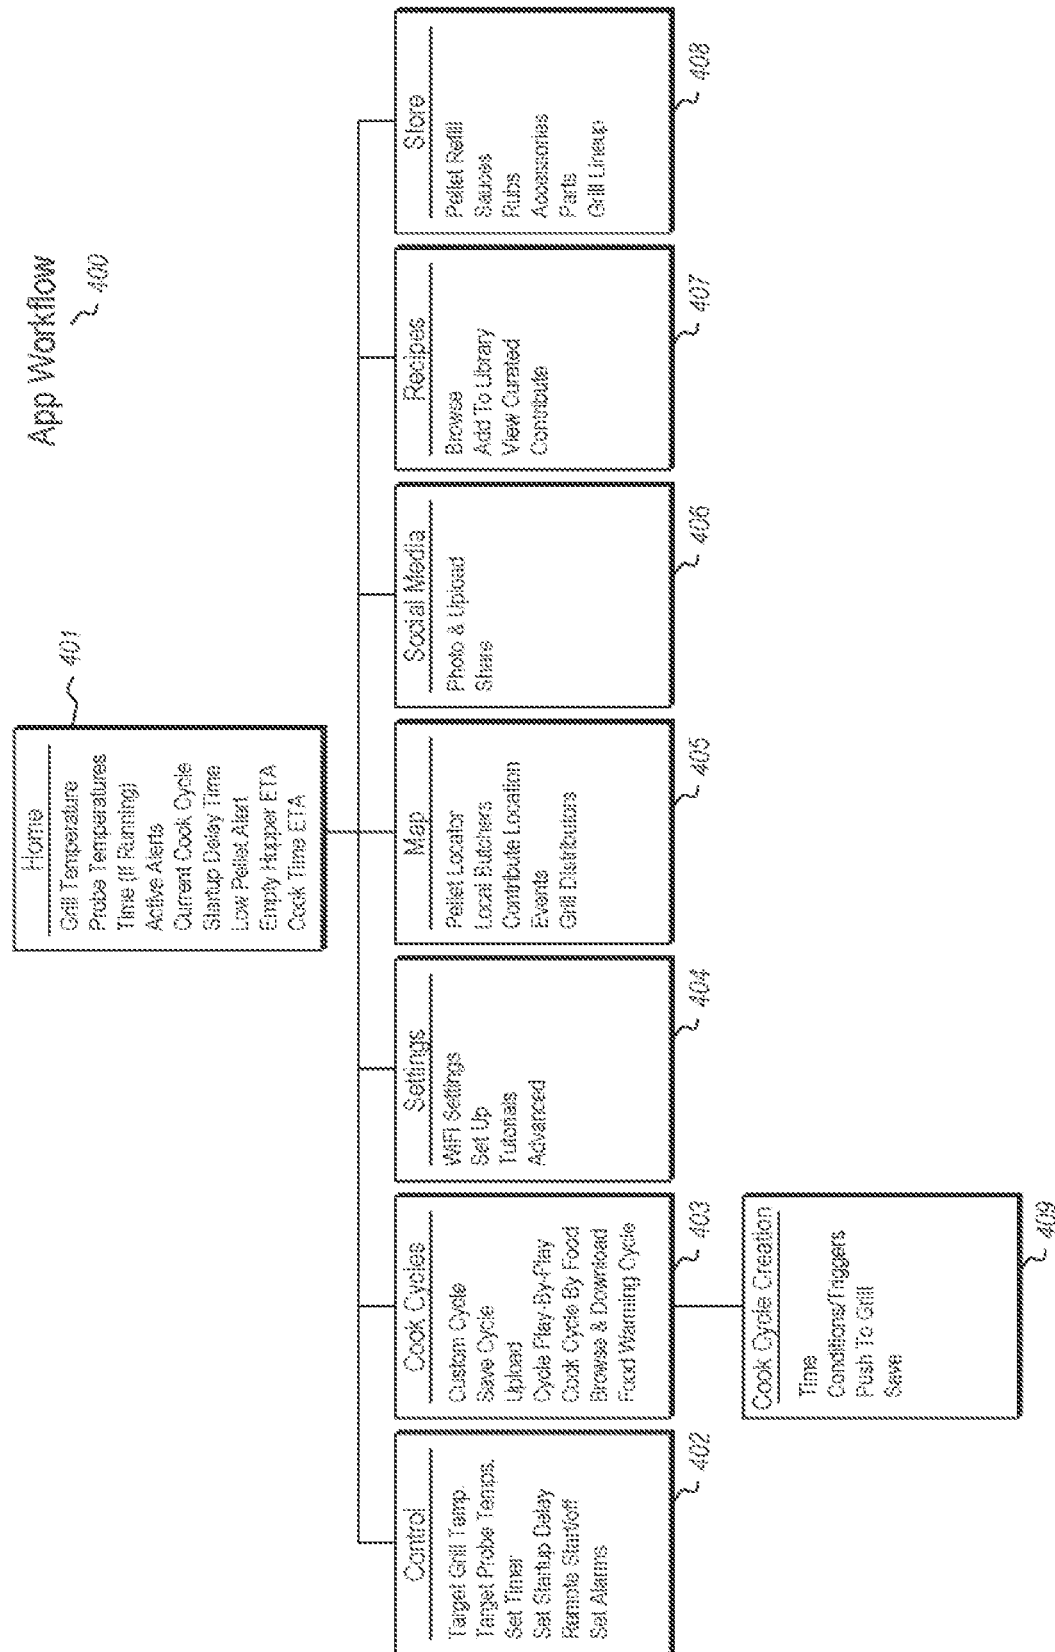 App Workflow
400
Home
Grill Temperature
Probe Temperatures
Time (If Running)
Active Alerts
Current Cook Cycle
Startup Delay Time
Low Pellet Alert
Empty Hopper ETA
Cook Time ETA
401
Control
Target Grill Temp.
Target Probe Temps.
Set Timer
Set Startup Delay
Remote Start/off
Set Alarms
402
Cook Cycles
Custom Cycle
Save Cycle
Upload
Cycle Play-By-Play
Cook Cycle By Food
Browse & Download
Food Warming Cycle
403
Settings
WiFi Settings
Set Up
Tutorials
Advanced
404
Map
Pellet Locator
Local Butchers
Contribute Location
Events
Grill Distributors
405
Social Media
Photo & Upload
Share
406
Recipes
Browse
Add To Library
View Curated
Contribute
407
Store
Pellet Refill
Sauces
Rubs
Accessories
Parts
Grill Lineup
408
Cook Cycle Creation
Time
Conditions/Triggers
Push To Grill
Save
409